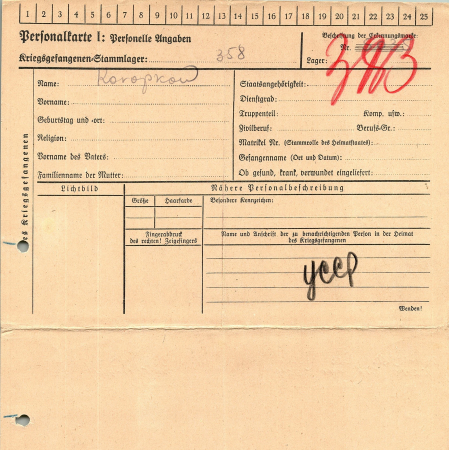 1 2 3 4 5 6 7 8 9 10 11 12 13 14 15 16 17 18 19 20 21 22 23 24 25
Personalkarte I: Personelle Angaben
Kriegsgefangenen-Stammlager: 358
Beschriftung der Erkennungsmarke
Nr.
Lager:
Name: Koropkow
Vorname:
Geburtstag und -ort:
Religion:
Vorname des Vaters:
Familienname der Mutter:
Staatsangehörigkeit:
Dienstgrad:
Truppenteil: Komp. usw.:
Zivilberuf: Berufs-Gr.:
Matrikel Nr. (Stammrolle des Heimatstaates):
Gefangennahme (Ort und Datum):
Ob gesund, krank, verwundet eingeliefert:
des Kriegsgefangenen
Lichtbild
Nähere Personalbeschreibung
Größe Haarfarbe
Besondere Kennzeichen:
Fingerabdruck
des rechten! Zeigefingers
Name und Anschrift der zu benachrichtigenden Person in der Heimat
des Kriegsgefangenen
УССР
Wenden!